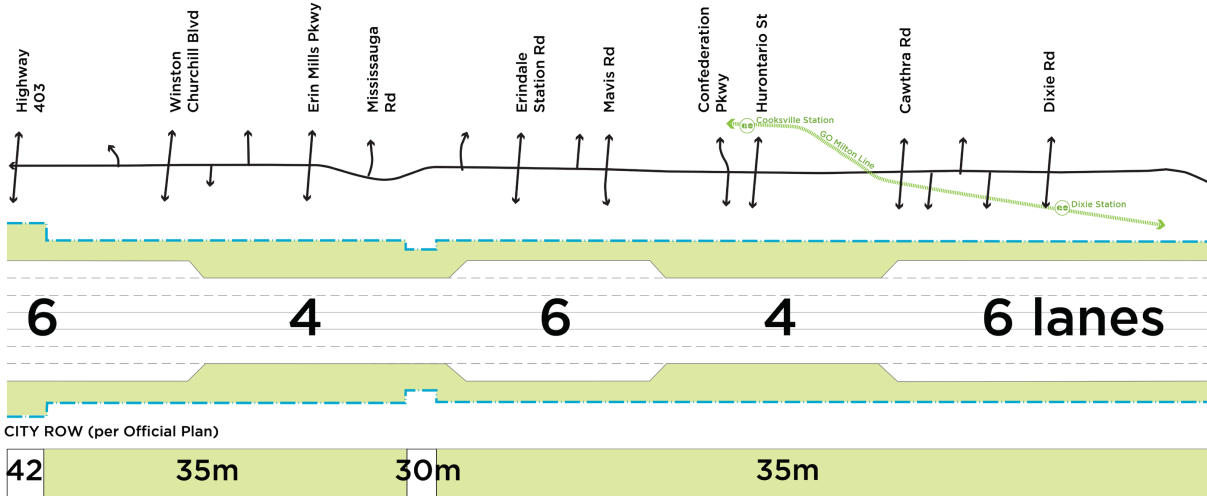 Highway
403
Winston
Churchill Blvd
Erin Mills Pkwy
Mississauga
Rd
Erindale
Station Rd
Mavis Rd
Confederation
Pkwy
Hurontario St
Cawthra Rd
Dixie Rd
Cooksville Station
GO Milton Line
Dixie Station
6
4
6
4
6 lanes
CITY ROW (per Official Plan)
42
35m
30m
35m